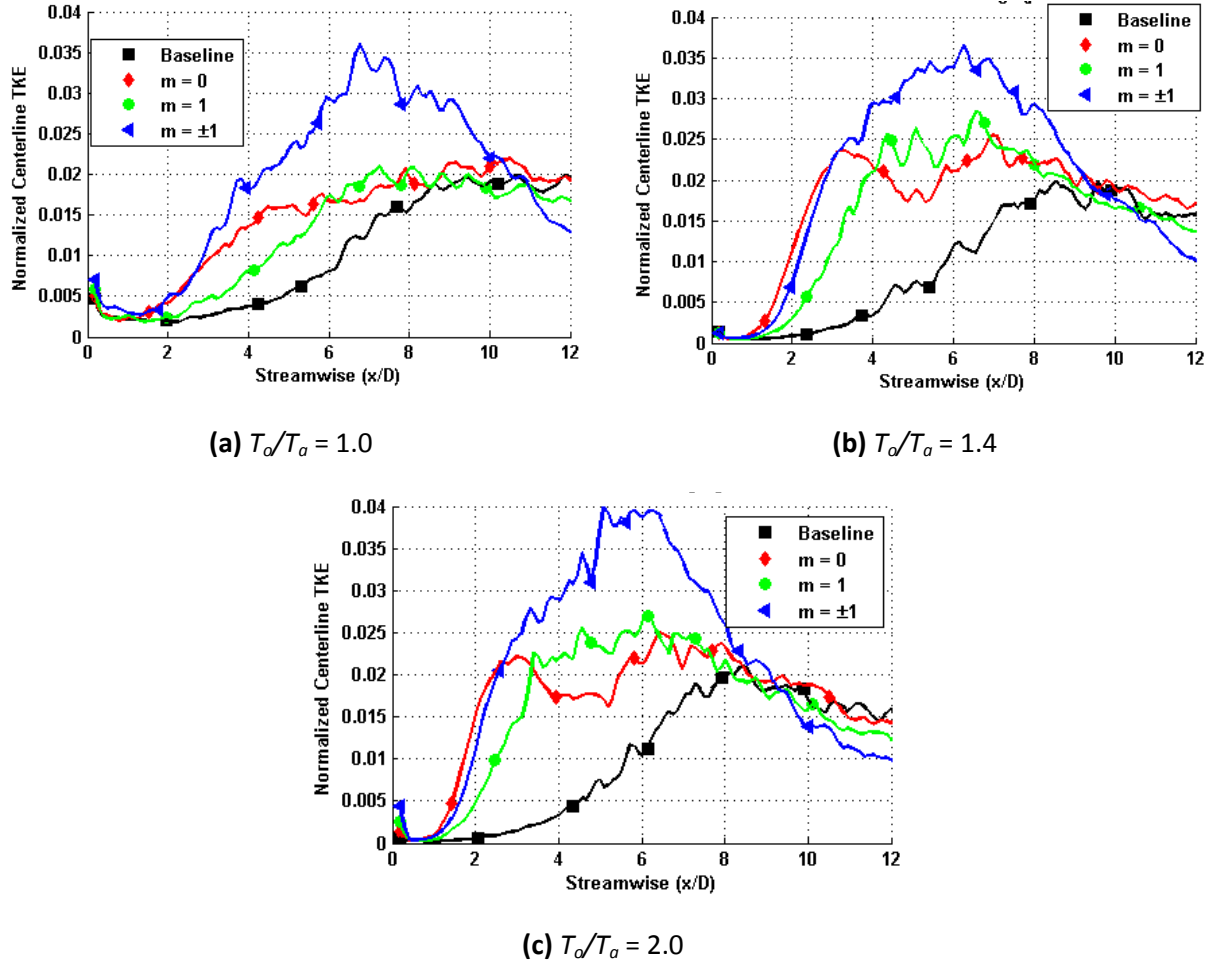 0.04
0.035
0.03
0.025
0.02
0.015
0.01
0.005
0
Normalized Centerline TKE
Baseline
m = 0
m = 1
m = ±1
0 2 4 6 8 10 12
Streamwise (x/D)
(a) To/Ta = 1.0
0.04
0.035
0.03
0.025
0.02
0.015
0.01
0.005
0
Normalized Centerline TKE
Baseline
m = 0
m = 1
m = ±1
0 2 4 6 8 10 12
Streamwise (x/D)
(b) To/Ta = 1.4
0.04
0.035
0.03
0.025
0.02
0.015
0.01
0.005
0
Normalized Centerline TKE
Baseline
m = 0
m = 1
m = ±1
0 2 4 6 8 10 12
Streamwise (x/D)
(c) To/Ta = 2.0